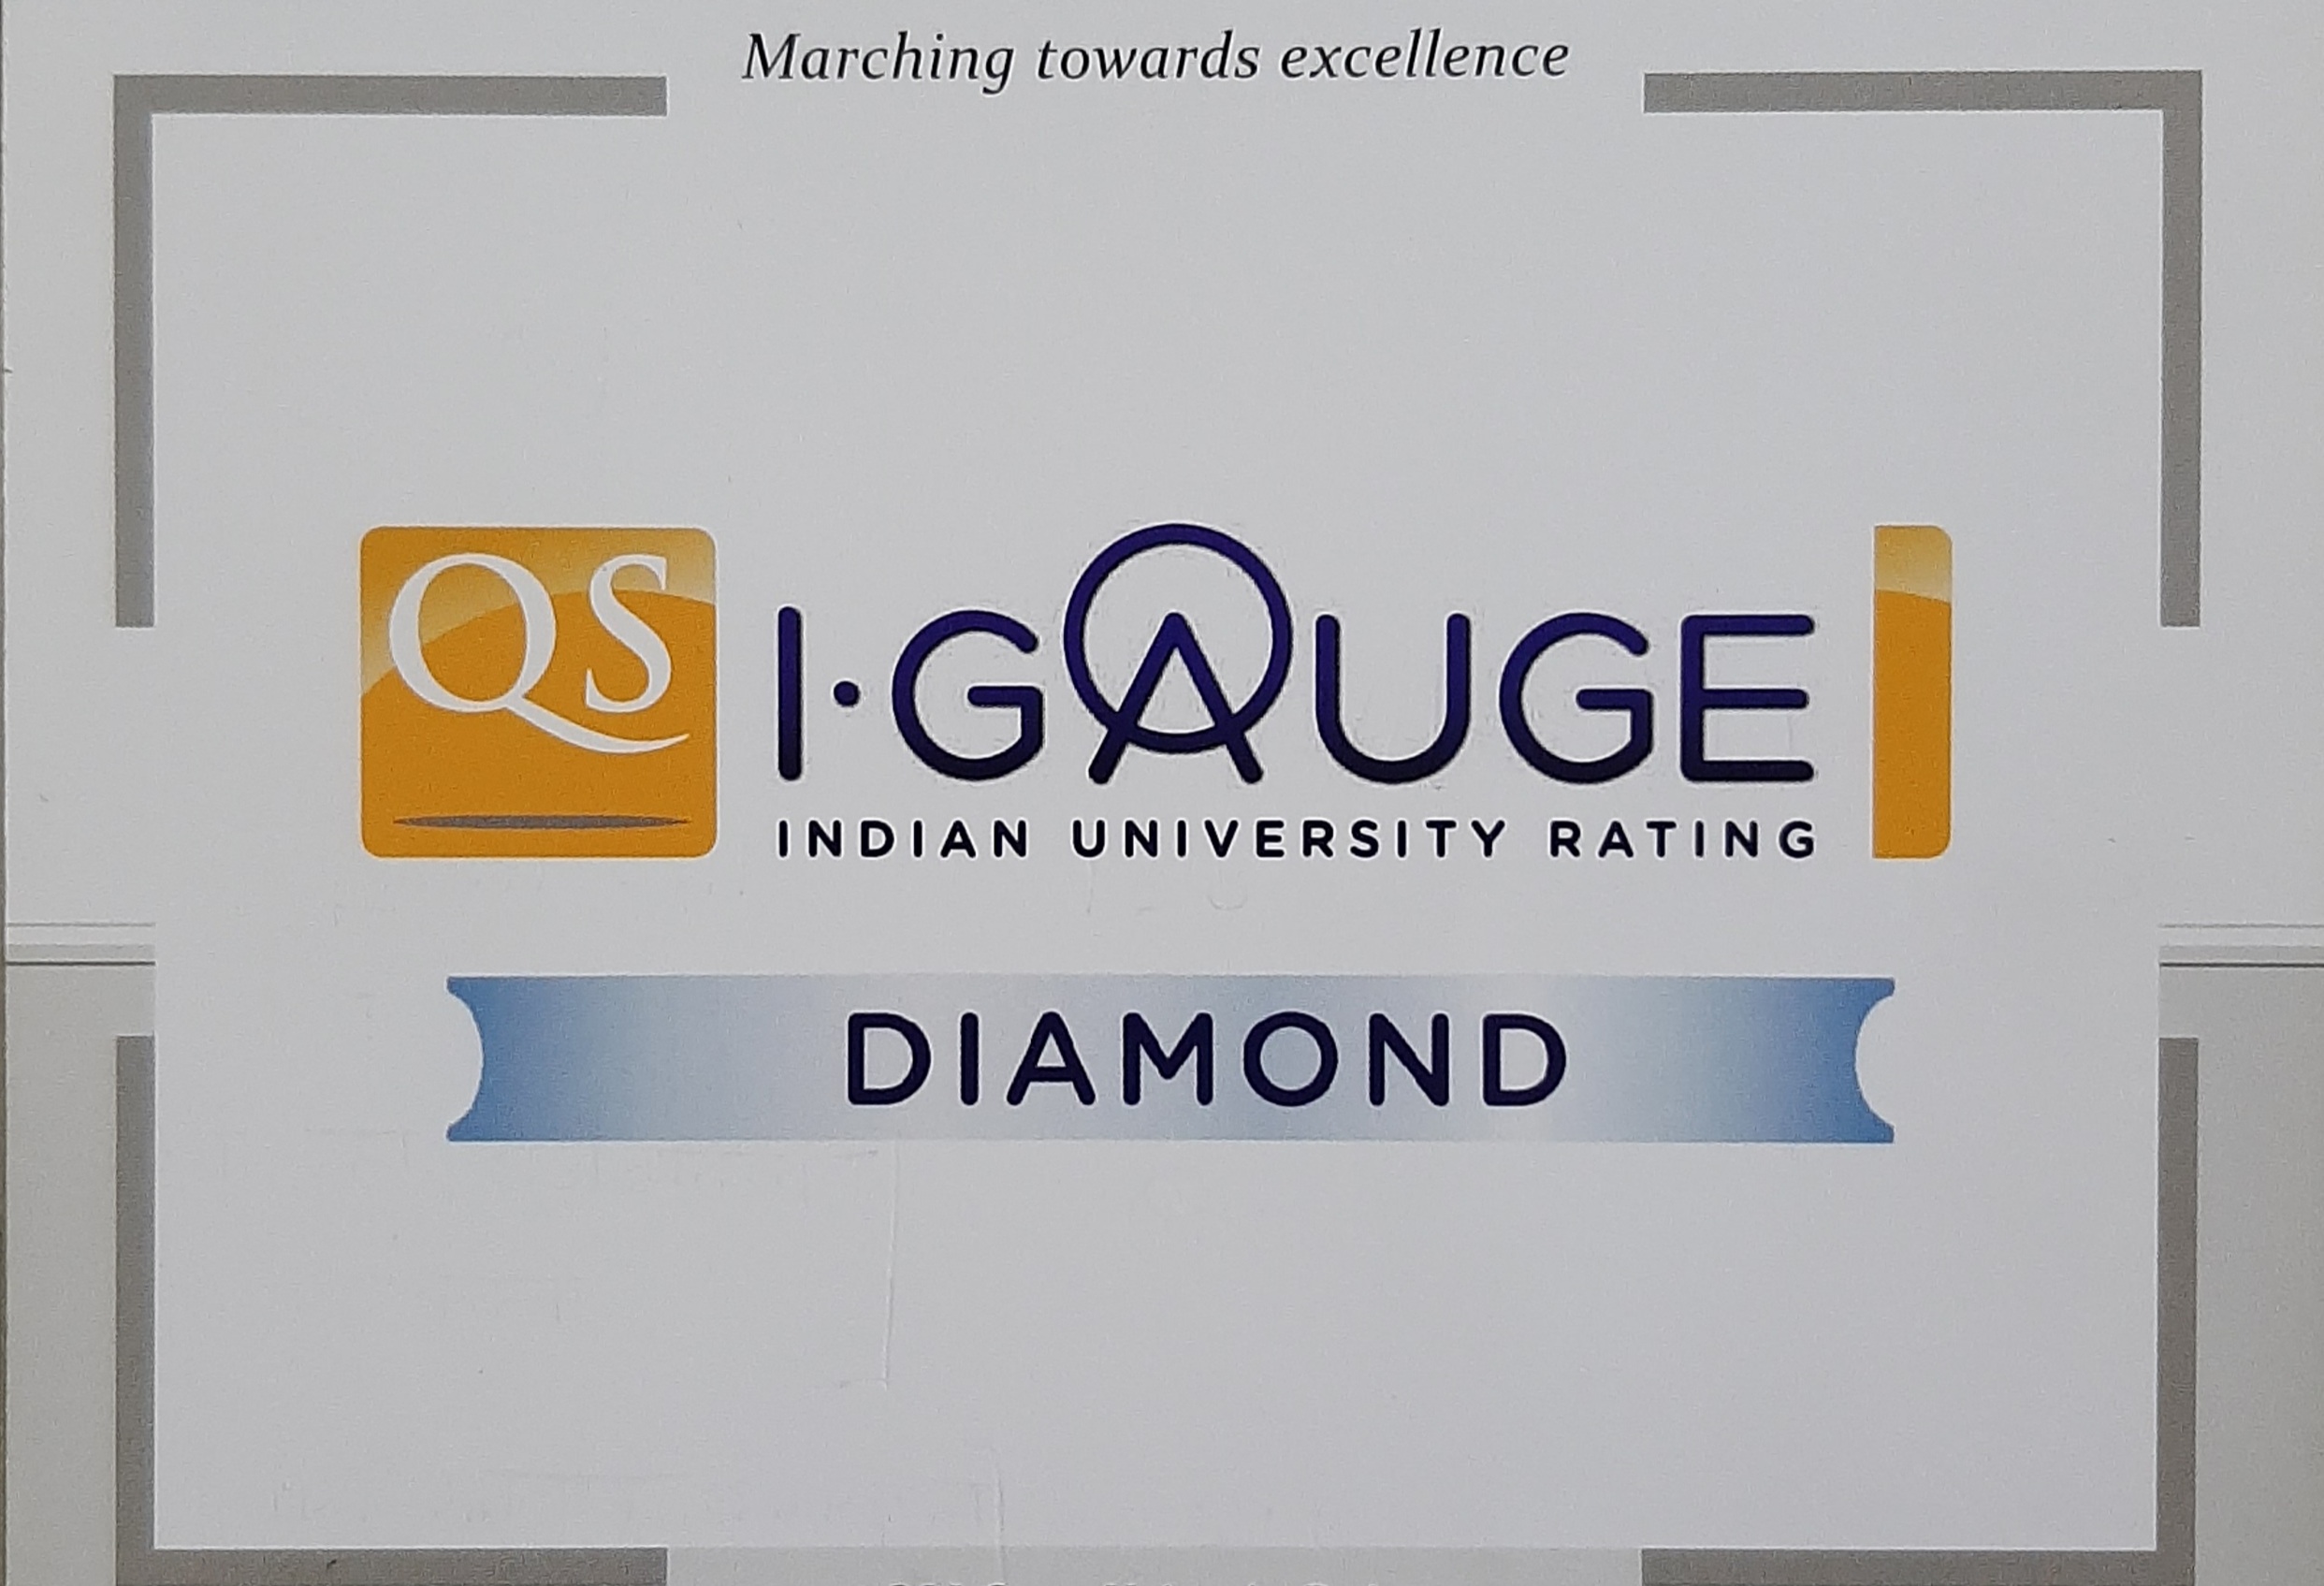 Marching towards excellence
QS
I·GAUGE
INDIAN UNIVERSITY RATING
DIAMOND